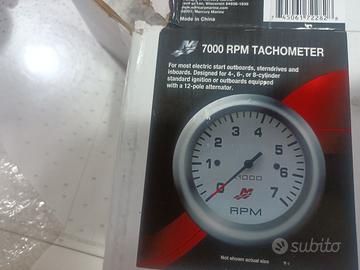 Made in China
7000 RPM TACHOMETER
For most electric start outboards, sterndrives and
inboards. Designed for 4-, 6-, or 8-cylinder
standard ignition or outboards equipped
with a 12-pole alternator.
0 1 2 3 4 5 6 7
x1000
RPM
Not shown actual size
subito